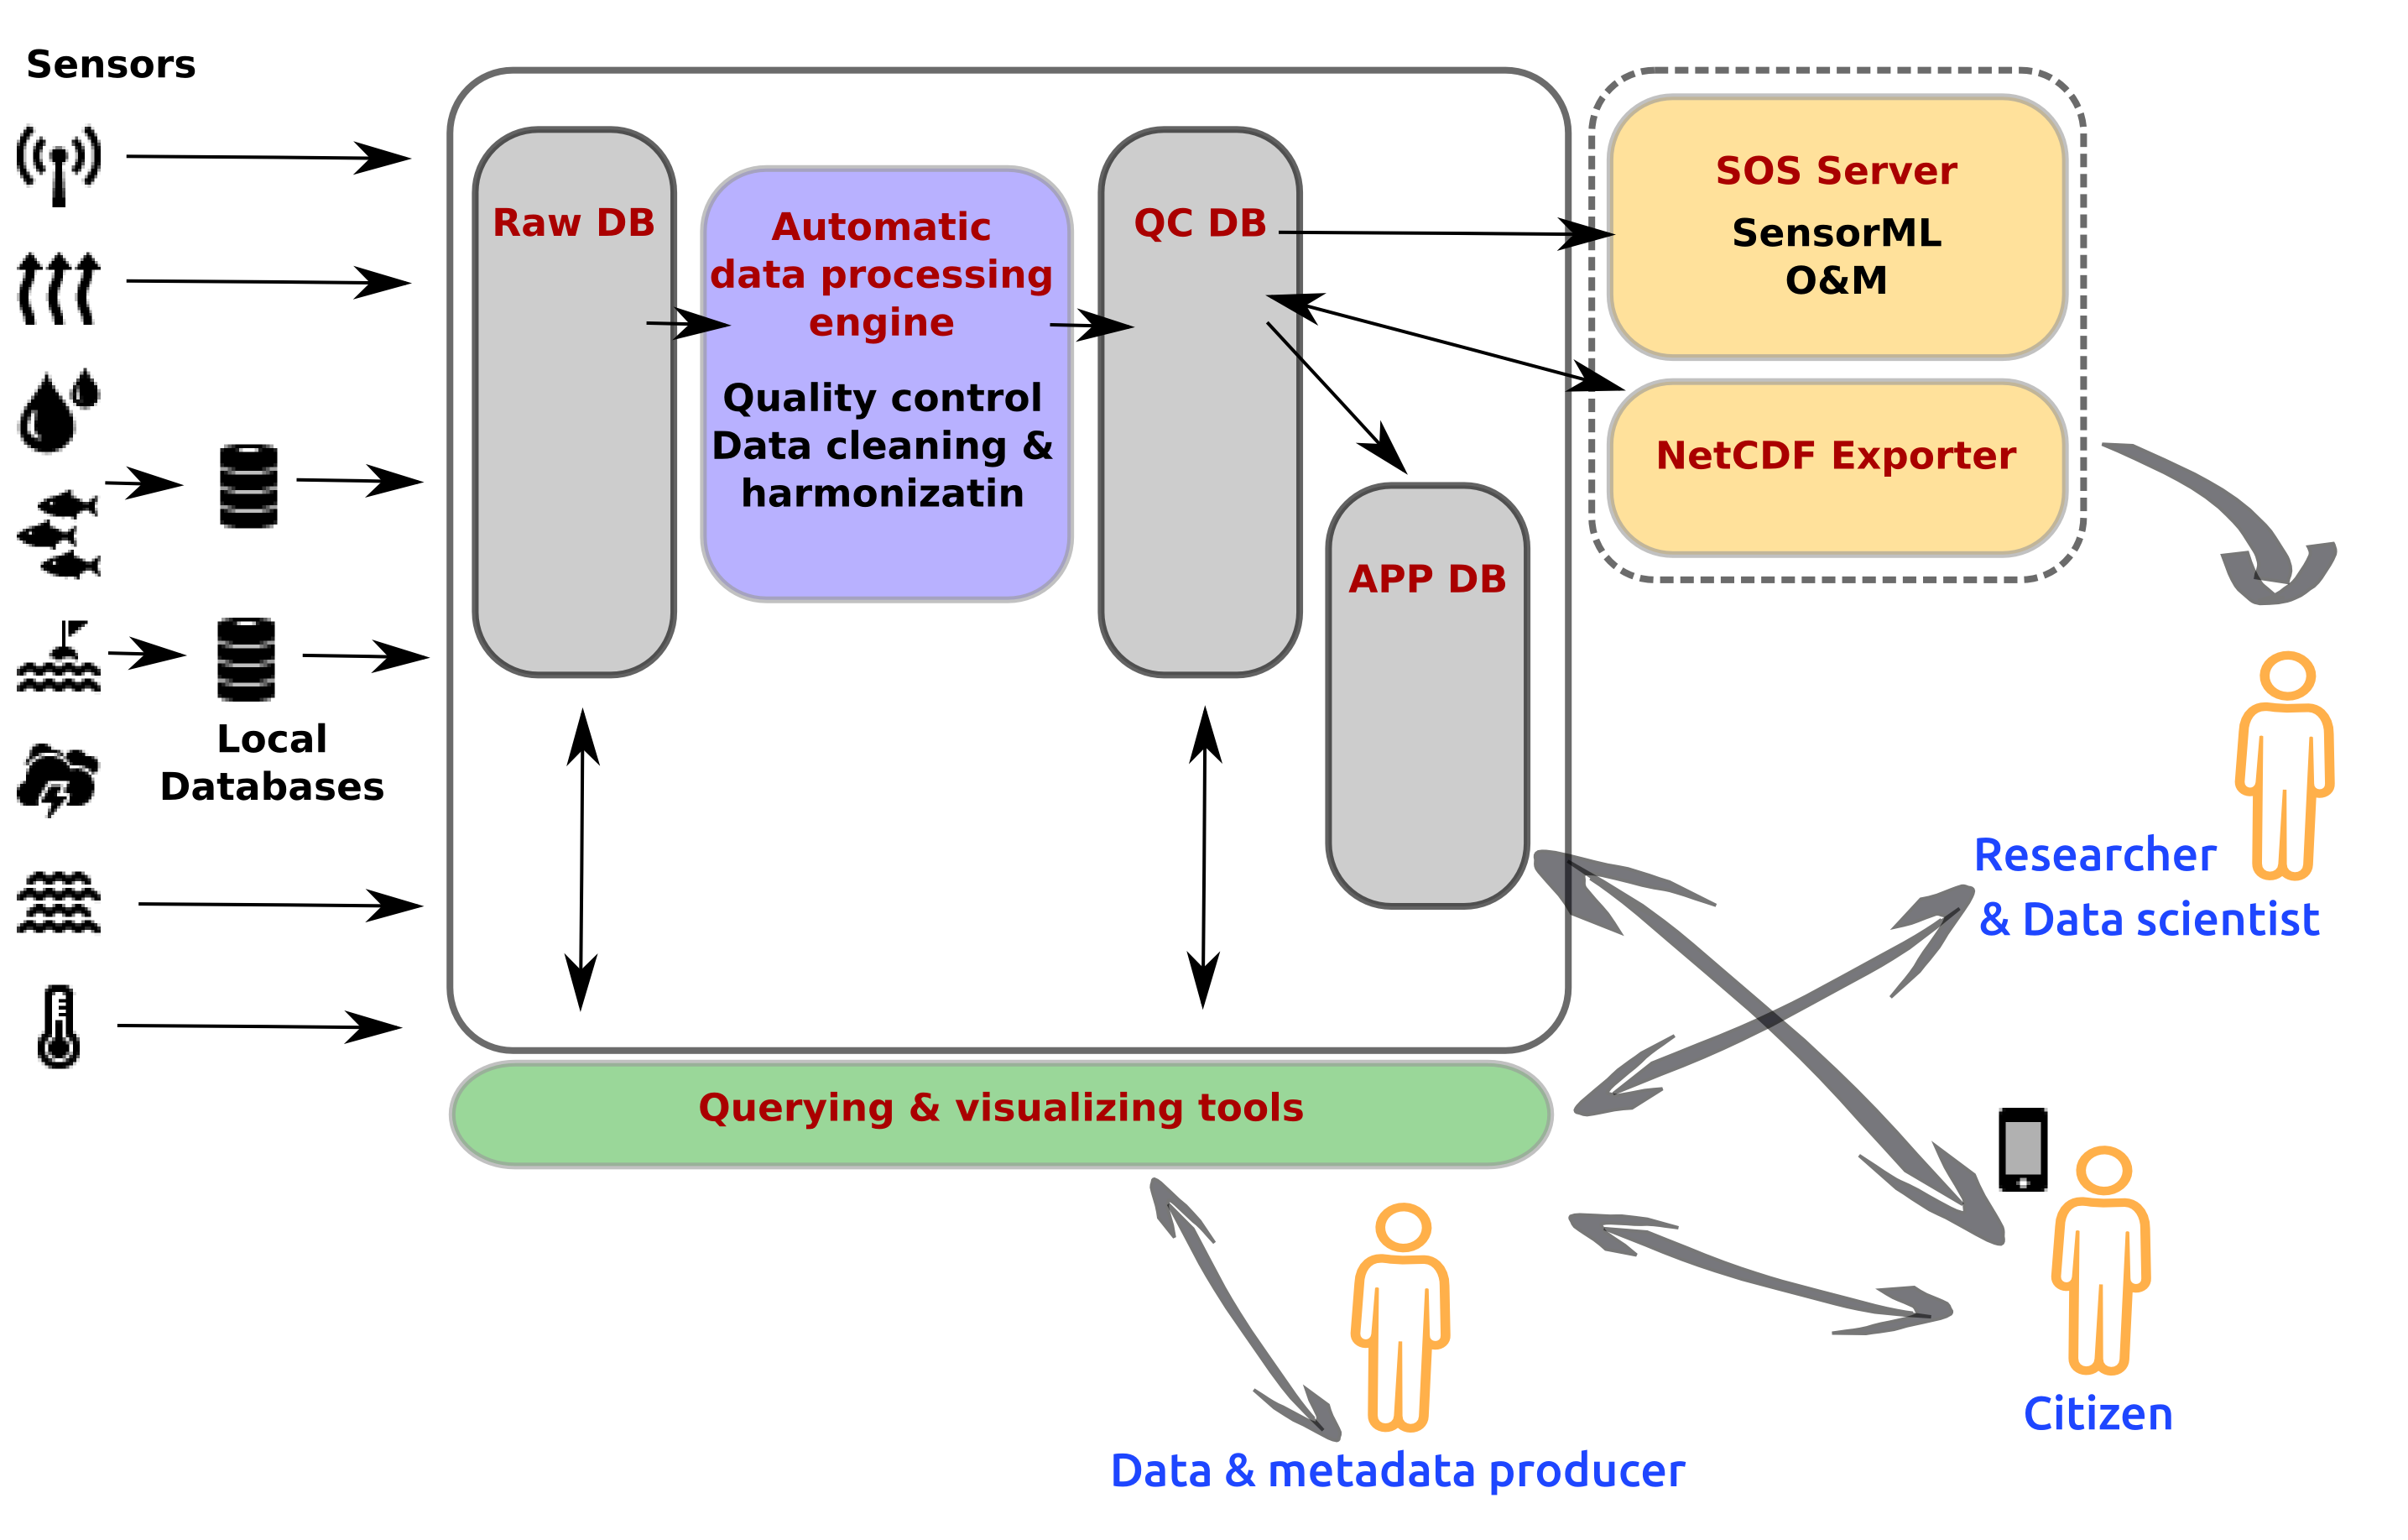 Sensors
Local
Databases
Raw DB
Automatic
data processing
engine
Quality control
Data cleaning &
harmonizatin
QC DB
APP DB
SOS Server
SensorML
O&M
NetCDF Exporter
Researcher
& Data scientist
Querying & visualizing tools
Citizen
Data & metadata producer